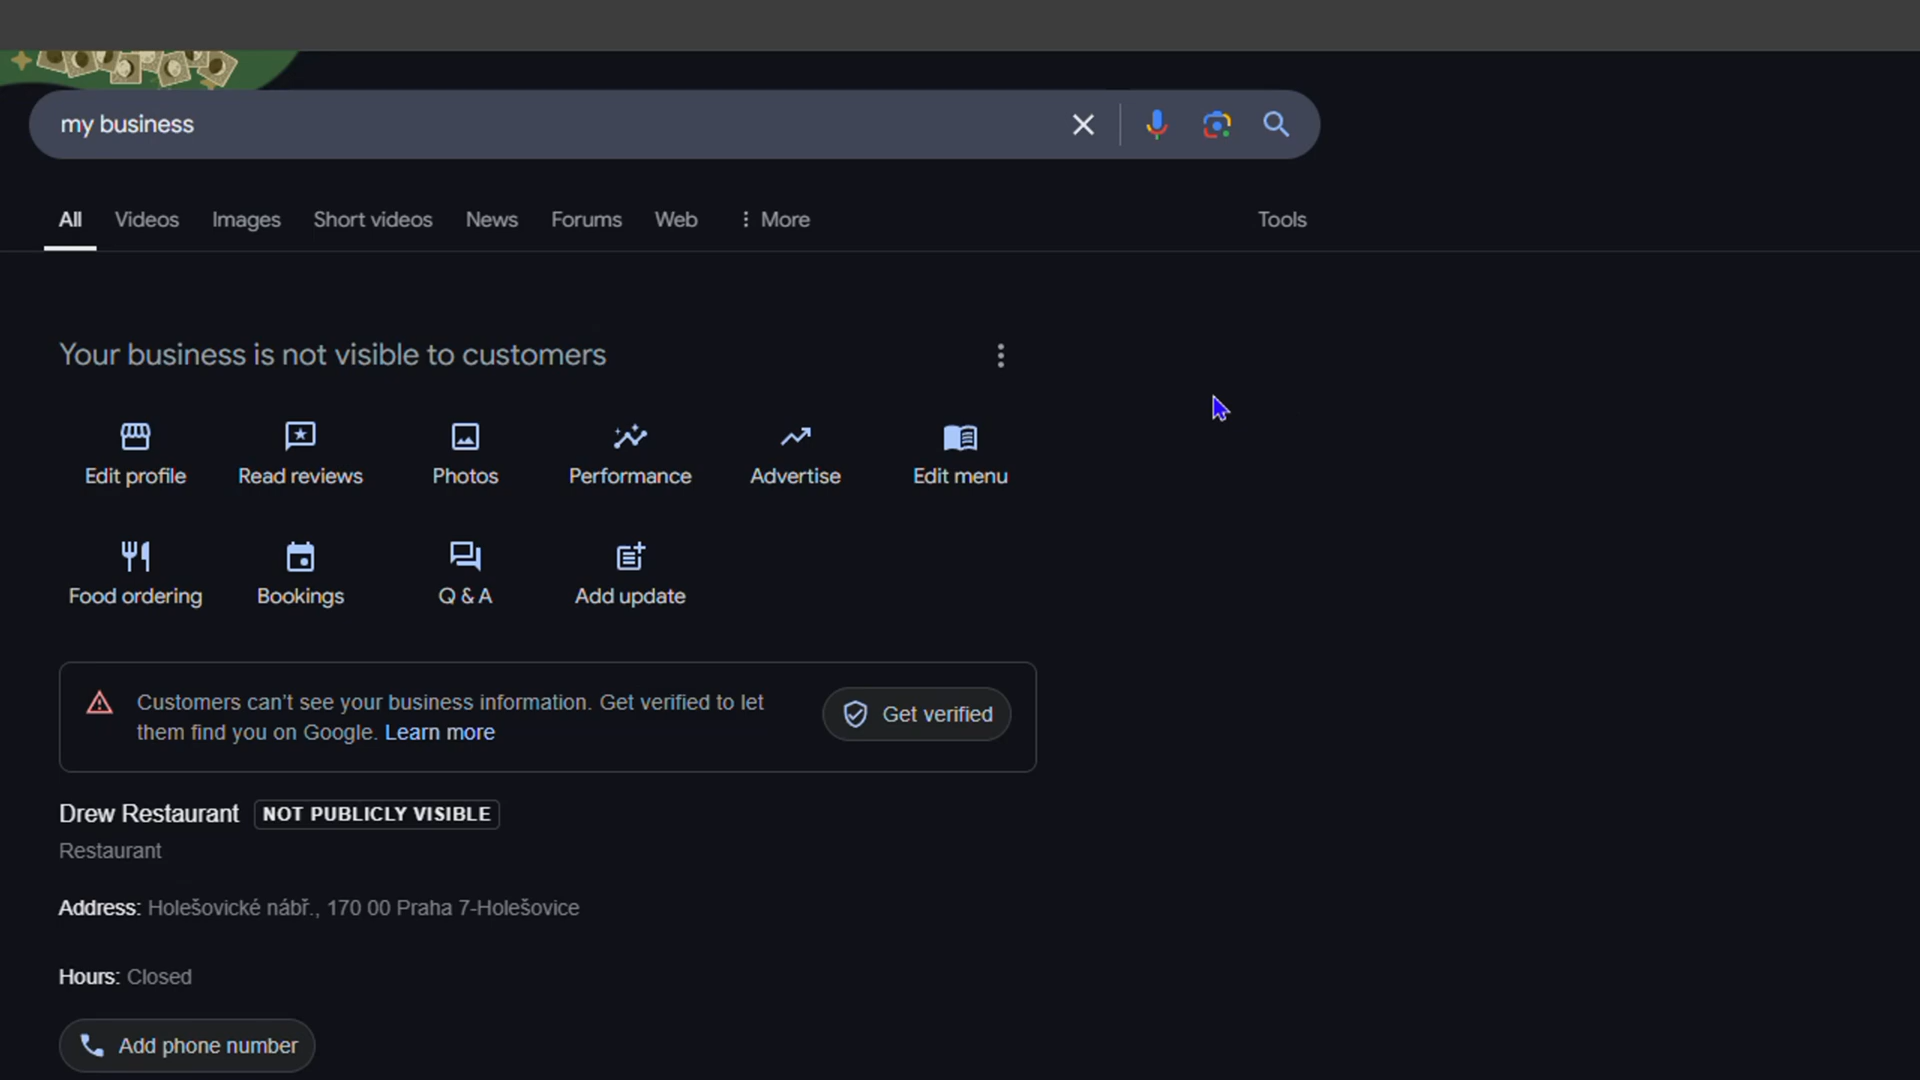 my business
All Videos Images Short videos News Forums Web More Tools
Your business is not visible to customers
Edit profile Read reviews Photos Performance Advertise Edit menu
Food ordering Bookings Q & A Add update
Customers can't see your business information. Get verified to let
them find you on Google. Learn more
Get verified
Drew Restaurant NOT PUBLICLY VISIBLE
Restaurant
Address: Holešovické nábř., 170 00 Praha 7-Holešovice
Hours: Closed
Add phone number